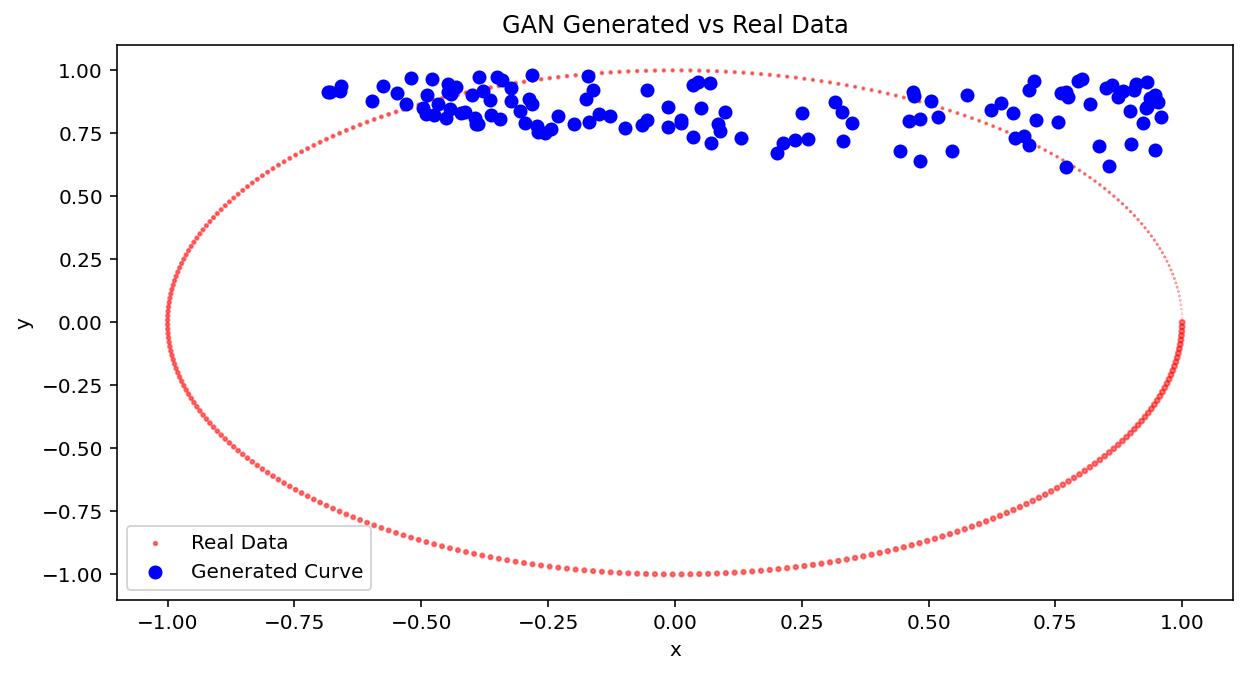 GAN Generated vs Real Data
1.00
0.75
0.50
0.25
0.00
−0.25
−0.50
−0.75
−1.00
y
Real Data
Generated Curve
−1.00 −0.75 −0.50 −0.25 0.00 0.25 0.50 0.75 1.00
x